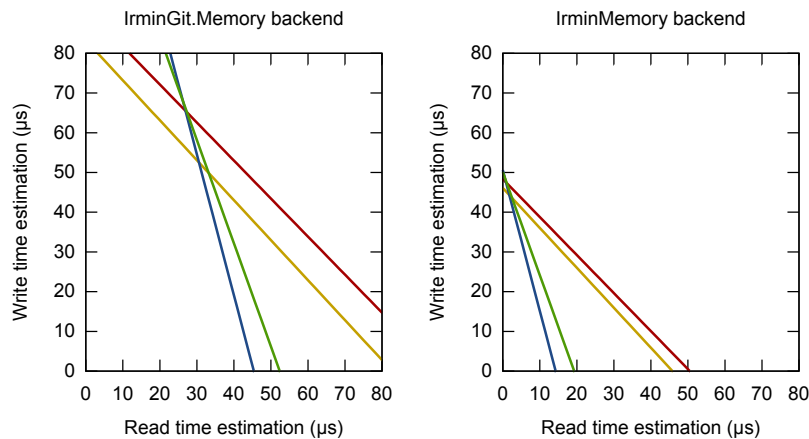 IrminGit.Memory backend
80
70
60
50
40
30
20
10
0
Write time estimation (µs)
0 10 20 30 40 50 60 70 80
Read time estimation (µs)
IrminMemory backend
80
70
60
50
40
30
20
10
0
Write time estimation (µs)
0 10 20 30 40 50 60 70 80
Read time estimation (µs)